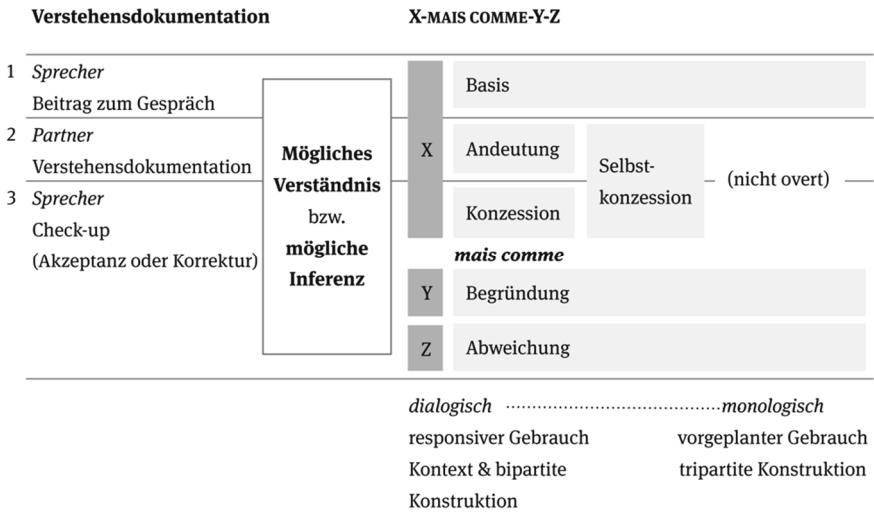 Verstehensdokumentation
X-MAIS COMME-Y-Z
1 Sprecher
Beitrag zum Gespräch
2 Partner
Verstehensdokumentation
3 Sprecher
Check-up
(Akzeptanz oder Korrektur)
Mögliches
Verständnis
bzw.
mögliche
Inferenz
X
Basis
Andeutung
Konzession
Selbst-
konzession
(nicht overt)
mais comme
Y Begründung
Z Abweichung
dialogisch ........................................ monologisch
responsiver Gebrauch
Kontext & bipartite
Konstruktion
vorgeplanter Gebrauch
tripartite Konstruktion